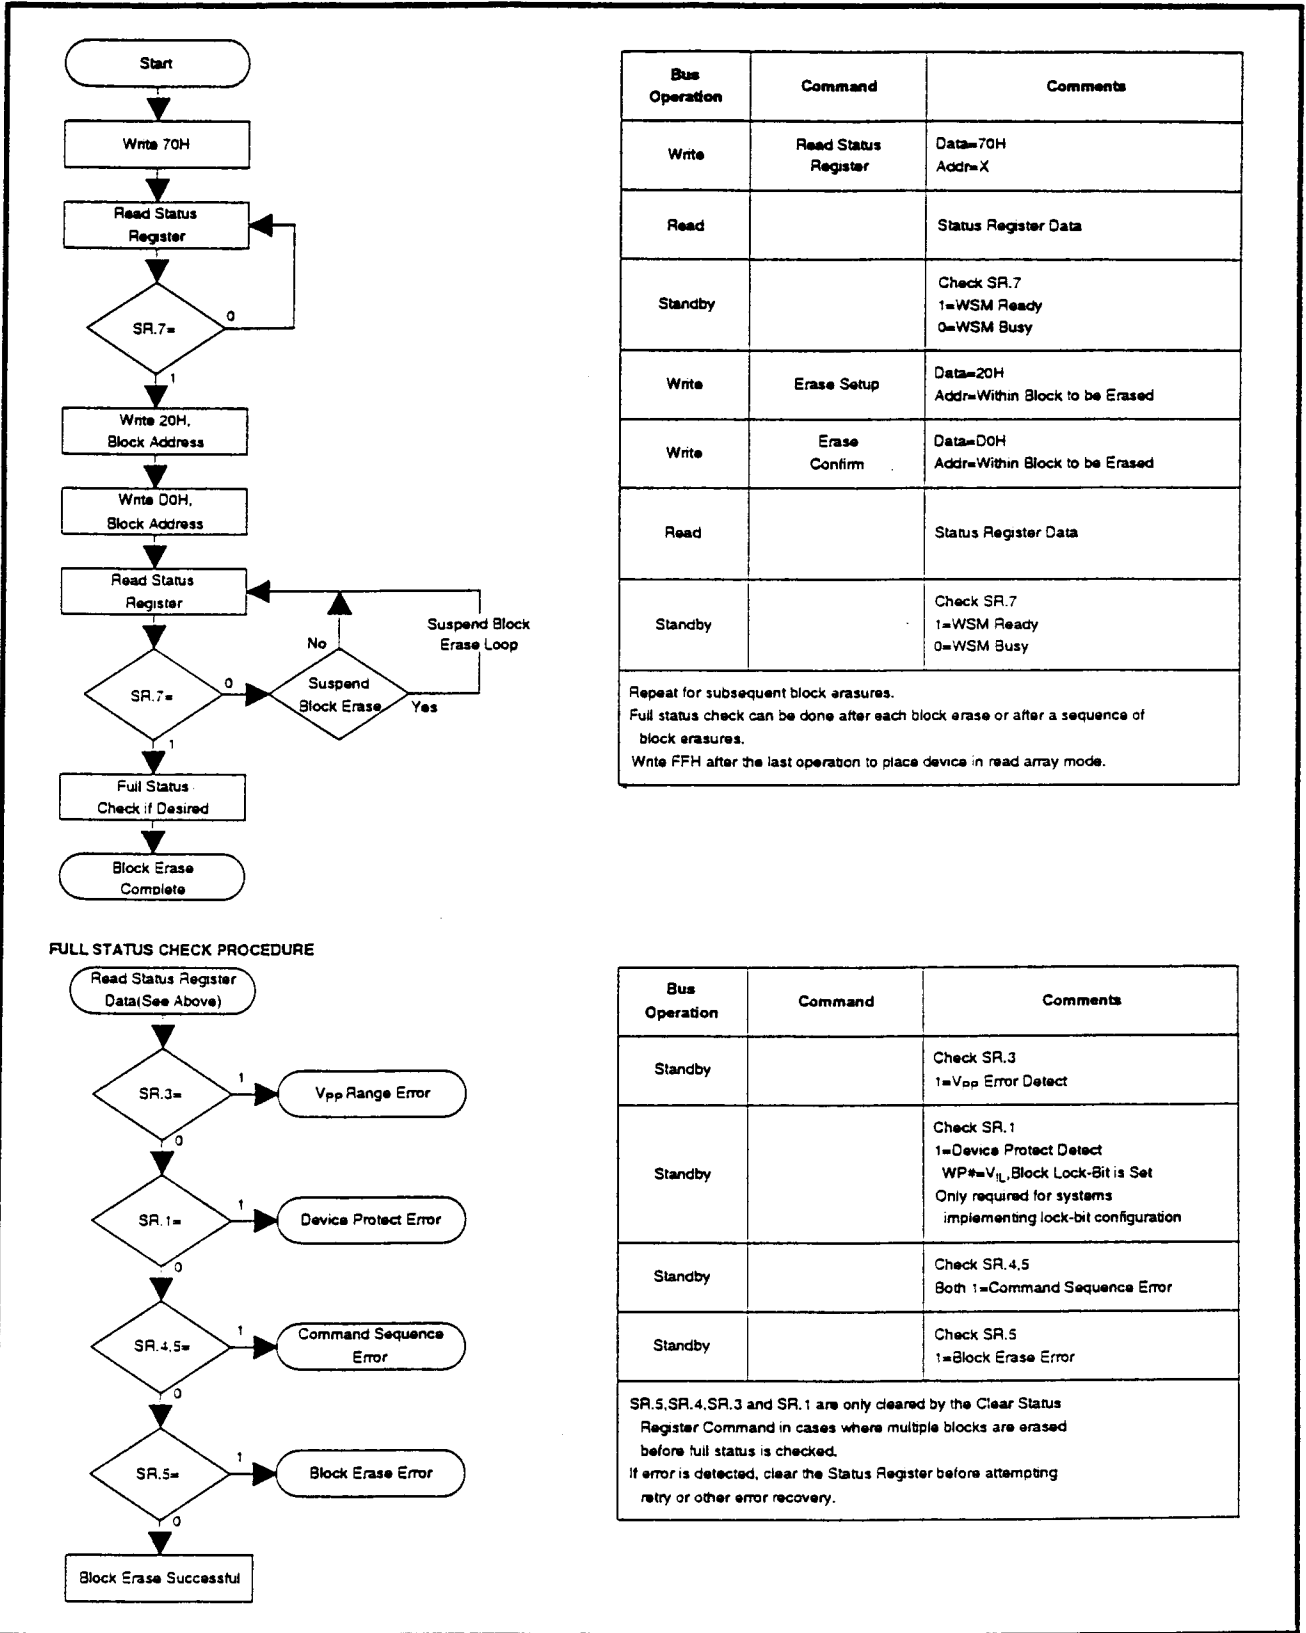 Start
Write 70H
Read Status
Register
SR.7=
0
1
Write 20H,
Block Address
Write D0H,
Block Address
Read Status
Register
SR.7=
0
1
No
Suspend
Block Erase
Yes
Suspend Block
Erase Loop
Full Status
Check if Desired
Block Erase
Complete
Bus
Operation
Command
Comments
Write
Read Status
Register
Data=70H
Addr=X
Read
Status Register Data
Standby
Check SR.7
1=WSM Ready
0=WSM Busy
Write
Erase Setup
Data=20H
Addr=Within Block to be Erased
Write
Erase
Confirm
Data=D0H
Addr=Within Block to be Erased
Read
Status Register Data
Standby
Check SR.7
1=WSM Ready
0=WSM Busy
Repeat for subsequent block erasures.
Full status check can be done after each block erase or after a sequence of
block erasures.
Write FFH after the last operation to place device in read array mode.
FULL STATUS CHECK PROCEDURE
Read Status Register
Data(See Above)
SR.3=
1
VPP Range Error
0
SR.1=
1
Device Protect Error
0
SR.4,5=
1
Command Sequence
Error
0
SR.5=
1
Block Erase Error
0
Block Erase Successful
Bus
Operation
Command
Comments
Standby
Check SR.3
1=VPP Error Detect
Standby
Check SR.1
1=Device Protect Detect
WP#=VIL,Block Lock-Bit is Set
Only required for systems
implementing lock-bit configuration
Standby
Check SR.4,5
Both 1=Command Sequence Error
Standby
Check SR.5
1=Block Erase Error
SR.5,SR.4,SR.3 and SR.1 are only cleared by the Clear Status
Register Command in cases where multiple blocks are erased
before full status is checked.
If error is detected, clear the Status Register before attempting
retry or other error recovery.